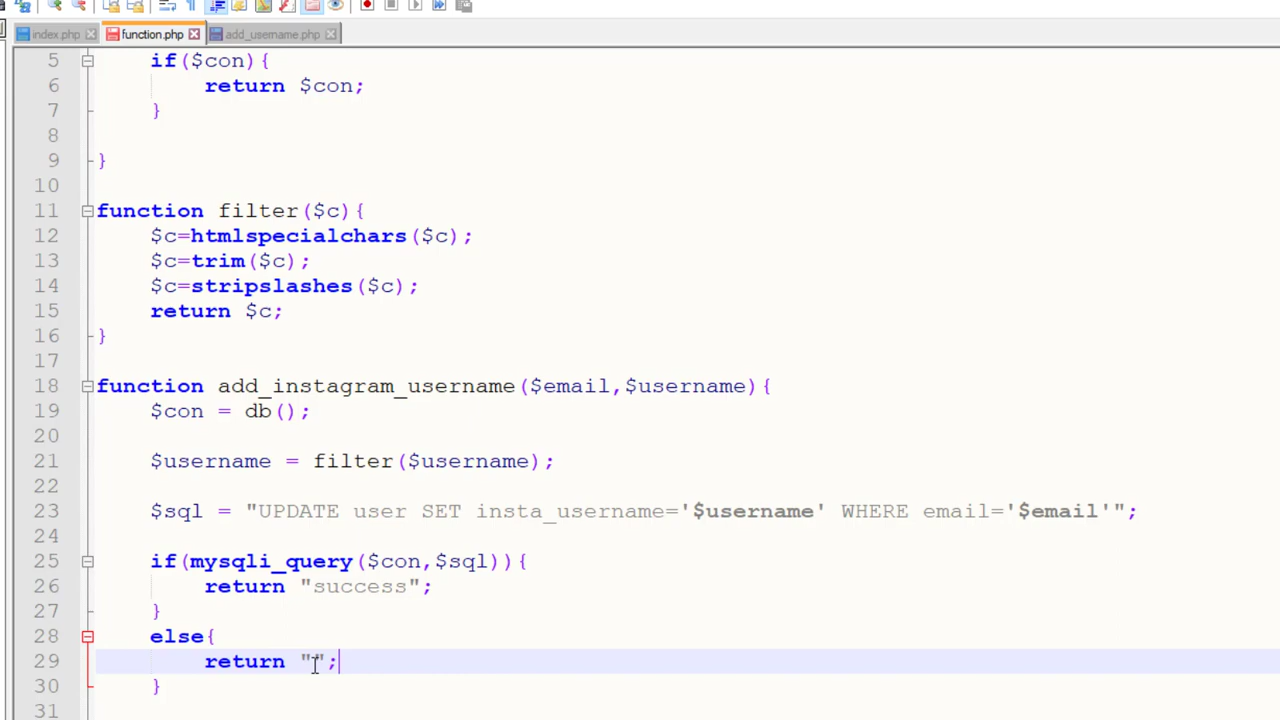 index.php function.php add_username.php
5 if($con){
6 return $con;
7 }
8
9 }
10
11 function filter($c){
12 $c=htmlspecialchars($c);
13 $c=trim($c);
14 $c=stripslashes($c);
15 return $c;
16 }
17
18 function add_instagram_username($email,$username){
19 $con = db();
20
21 $username = filter($username);
22
23 $sql = "UPDATE user SET insta_username='$username' WHERE email='$email'";
24
25 if(mysqli_query($con,$sql)){
26 return "success";
27 }
28 else{
29 return "";
30 }
31